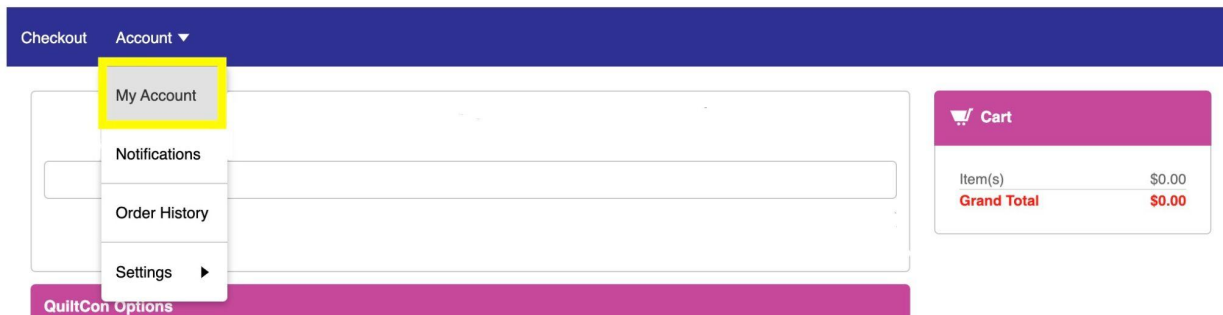 Checkout Account ▼
My Account
Notifications
Order History
Settings ▶
Cart
Item(s) $0.00
Grand Total $0.00
QuiltCon Options